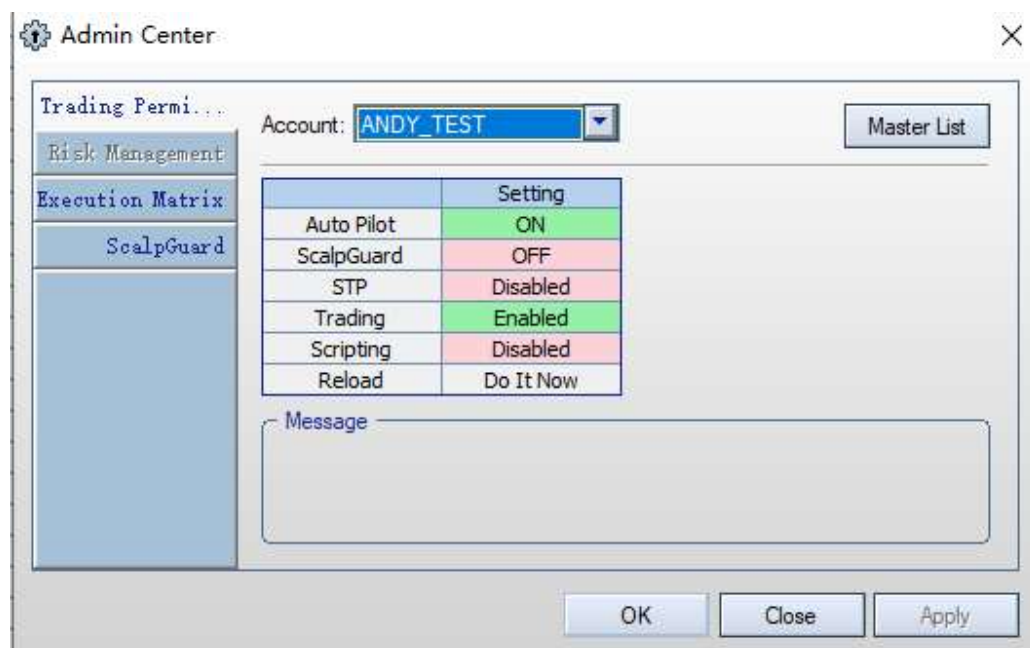 Admin Center
Trading Permi...
Risk Management
Execution Matrix
ScalpGuard
Account: ANDY_TEST
Master List
Setting
Auto Pilot ON
ScalpGuard OFF
STP Disabled
Trading Enabled
Scripting Disabled
Reload Do It Now
Message
OK Close Apply